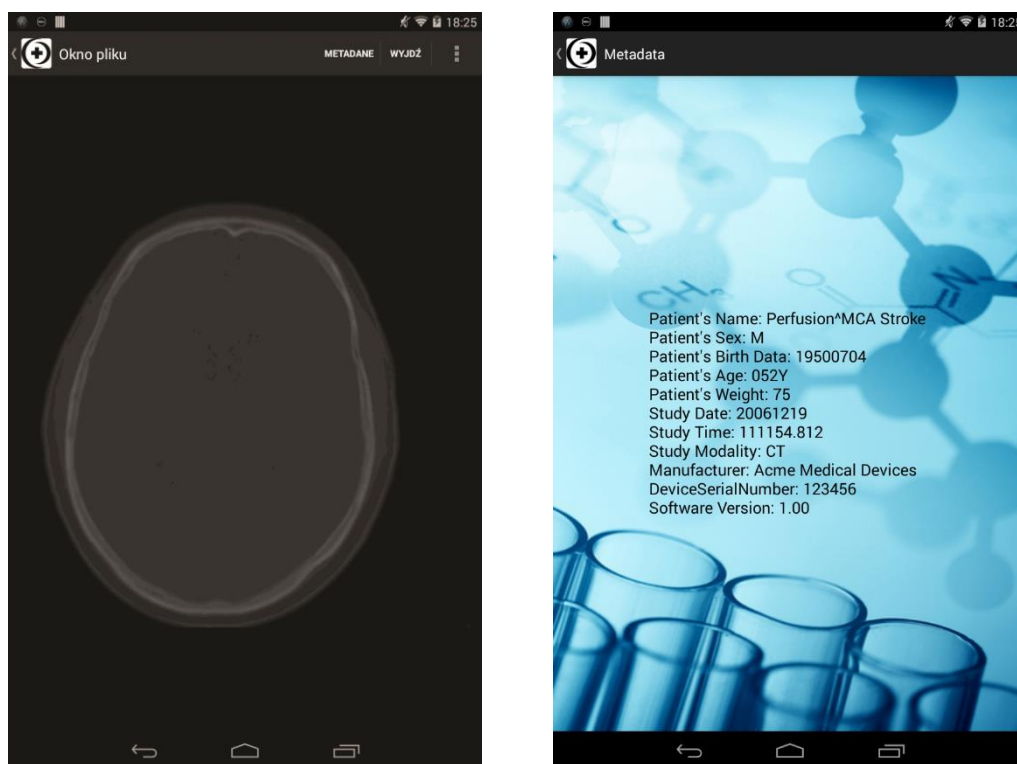 18:25
Okno pliku
METADANE WYJDŹ
18:25
Metadata
CH₃
N
Patient's Name: Perfusion^MCA Stroke
Patient's Sex: M
Patient's Birth Data: 19500704
Patient's Age: 052Y
Patient's Weight: 75
Study Date: 20061219
Study Time: 111154.812
Study Modality: CT
Manufacturer: Acme Medical Devices
DeviceSerialNumber: 123456
Software Version: 1.00